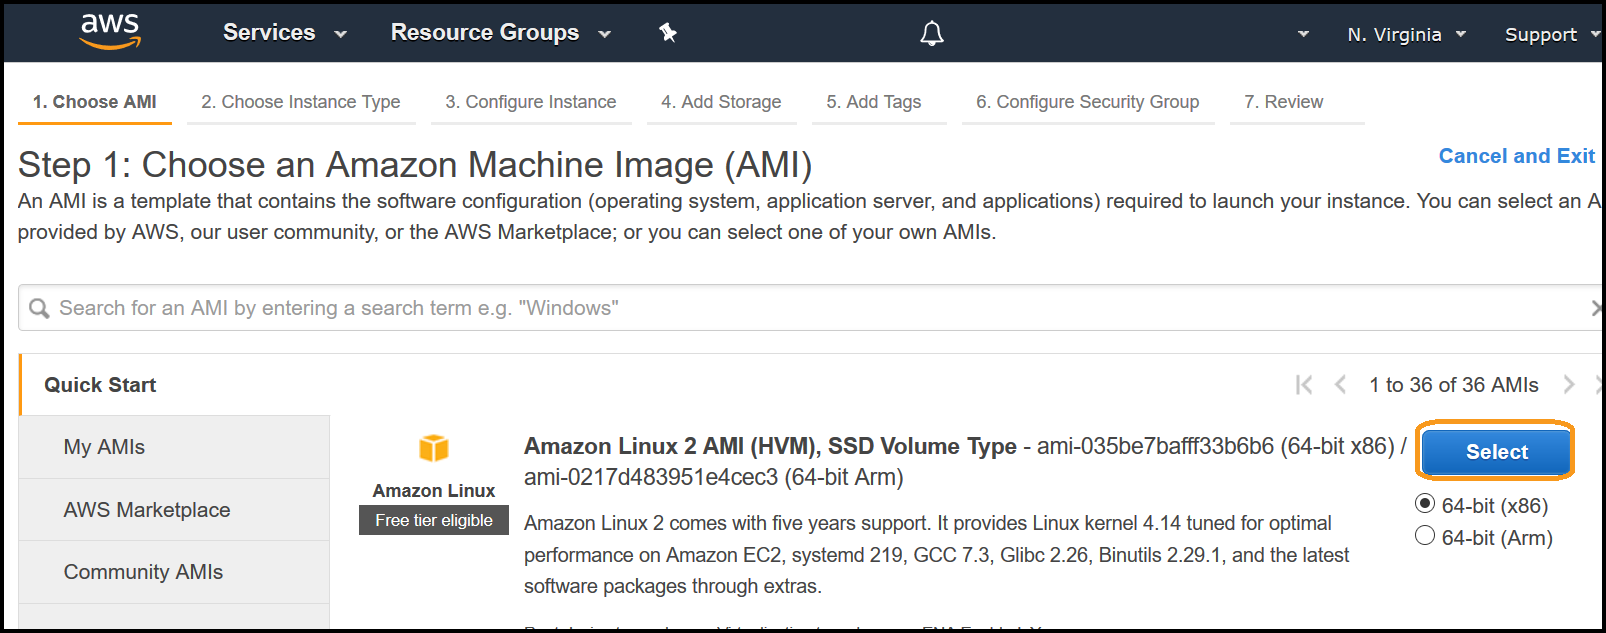 aws Services Resource Groups N. Virginia Support
1. Choose AMI 2. Choose Instance Type 3. Configure Instance 4. Add Storage 5. Add Tags 6. Configure Security Group 7. Review
Step 1: Choose an Amazon Machine Image (AMI)
Cancel and Exit
An AMI is a template that contains the software configuration (operating system, application server, and applications) required to launch your instance. You can select an A
provided by AWS, our user community, or the AWS Marketplace; or you can select one of your own AMIs.
Search for an AMI by entering a search term e.g. "Windows"
Quick Start
1 to 36 of 36 AMIs
My AMIs
AWS Marketplace
Community AMIs
Amazon Linux
Free tier eligible
Amazon Linux 2 AMI (HVM), SSD Volume Type - ami-035be7bafff33b6b6 (64-bit x86) /
ami-0217d483951e4cec3 (64-bit Arm)
Amazon Linux 2 comes with five years support. It provides Linux kernel 4.14 tuned for optimal
performance on Amazon EC2, systemd 219, GCC 7.3, Glibc 2.26, Binutils 2.29.1, and the latest
software packages through extras.
Select
64-bit (x86)
64-bit (Arm)